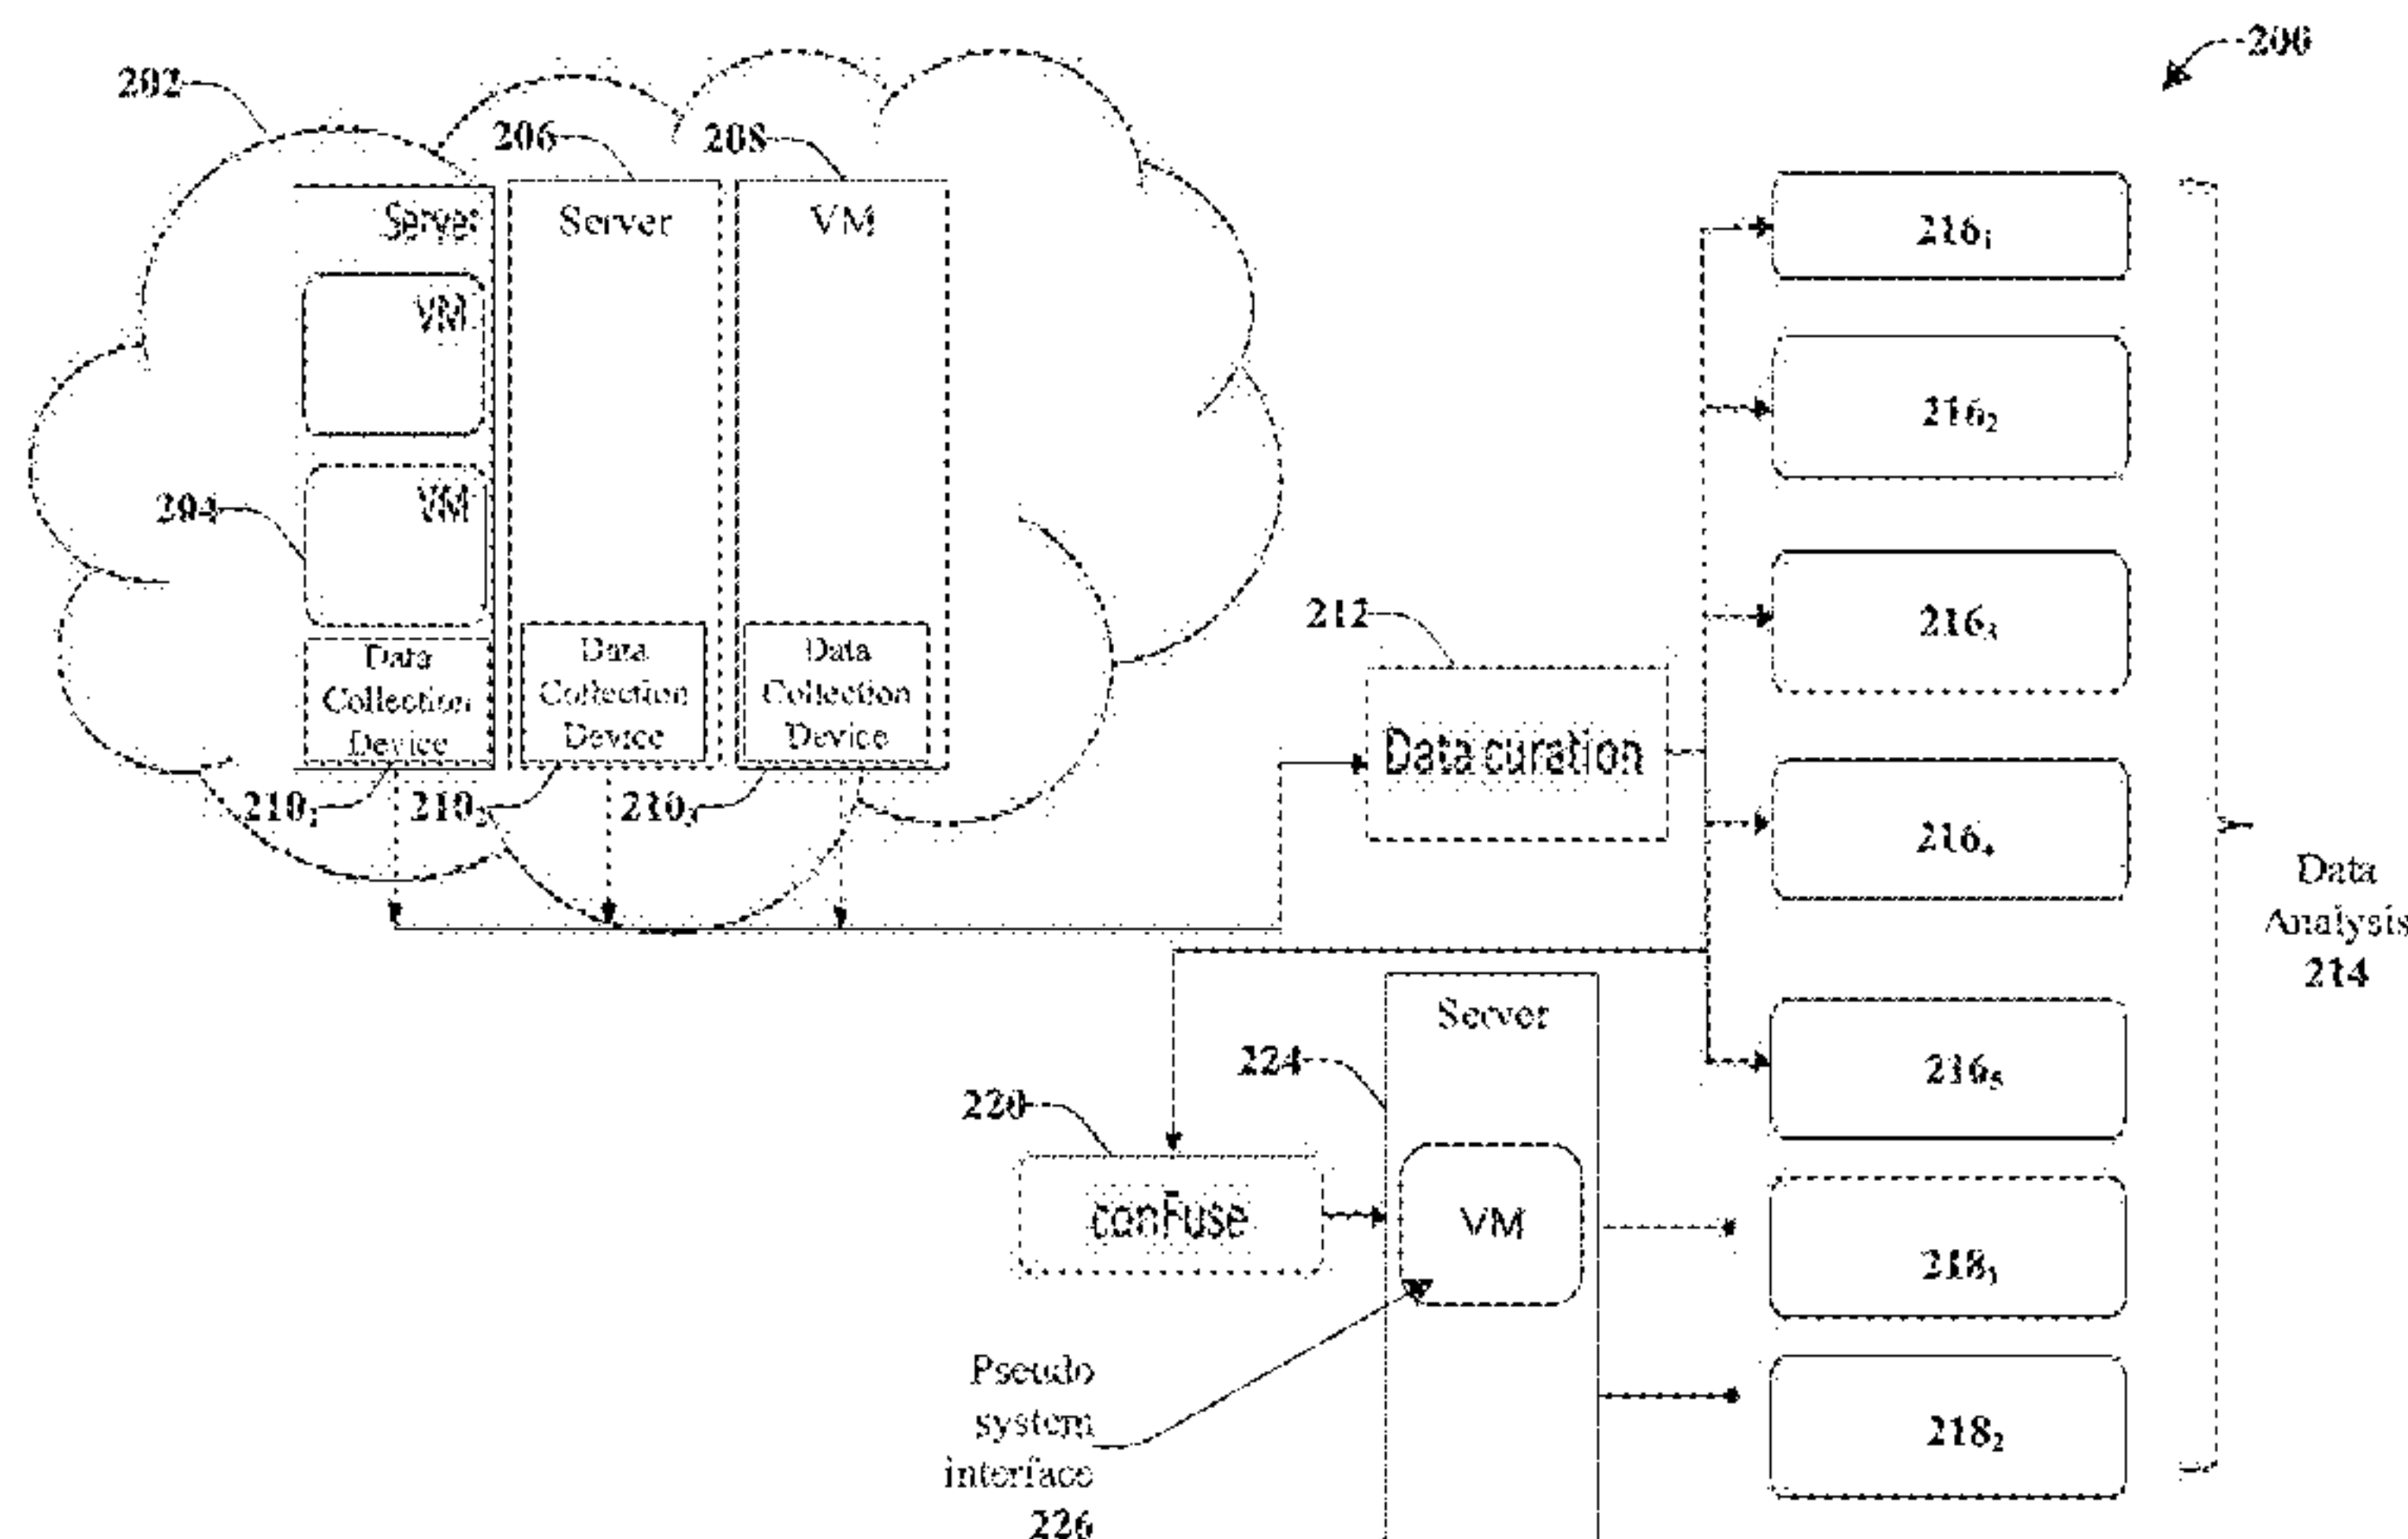 200
202
206
208
Server
Server
VM
VM
VM
204
Data
Collection
Device
Data
Collection
Device
Data
Collection
Device
210₁
210₂
210₃
212
Data curation
216₁
216₂
216₃
216₄
216₅
218₁
218₂
Data
Analysis
214
220
conFuse
224
Server
VM
Pseudo
system
interface
226